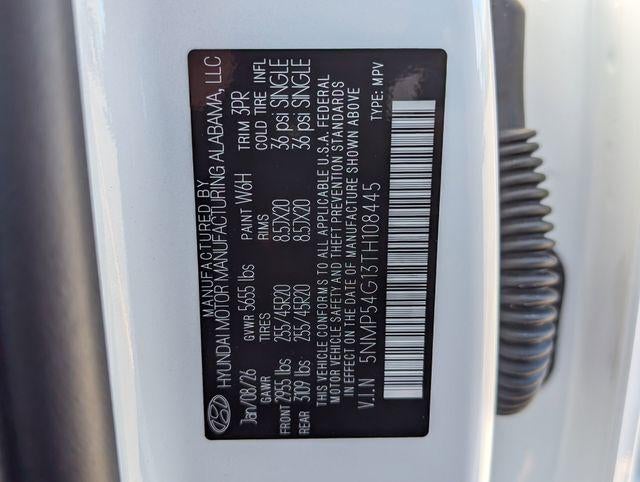 MANUFACTURED BY
HYUNDAI MOTOR MANUFACTURING ALABAMA, LLC
Jan/08/26 GVWR 5655 lbs PAINT W6H TRIM 3PR
GAWR TIRES RIMS COLD TIRE INFL
FRONT 2955 lbs 255/45R20 8.5JX20 36 psi SINGLE
REAR 3109 lbs 255/45R20 8.5JX20 36 psi SINGLE
THIS VEHICLE CONFORMS TO ALL APPLICABLE U.S.A. FEDERAL
MOTOR VEHICLE SAFETY AND THEFT PREVENTION STANDARDS
IN EFFECT ON THE DATE OF MANUFACTURE SHOWN ABOVE
V.I.N 5NMP54G13TH108445 TYPE: MPV